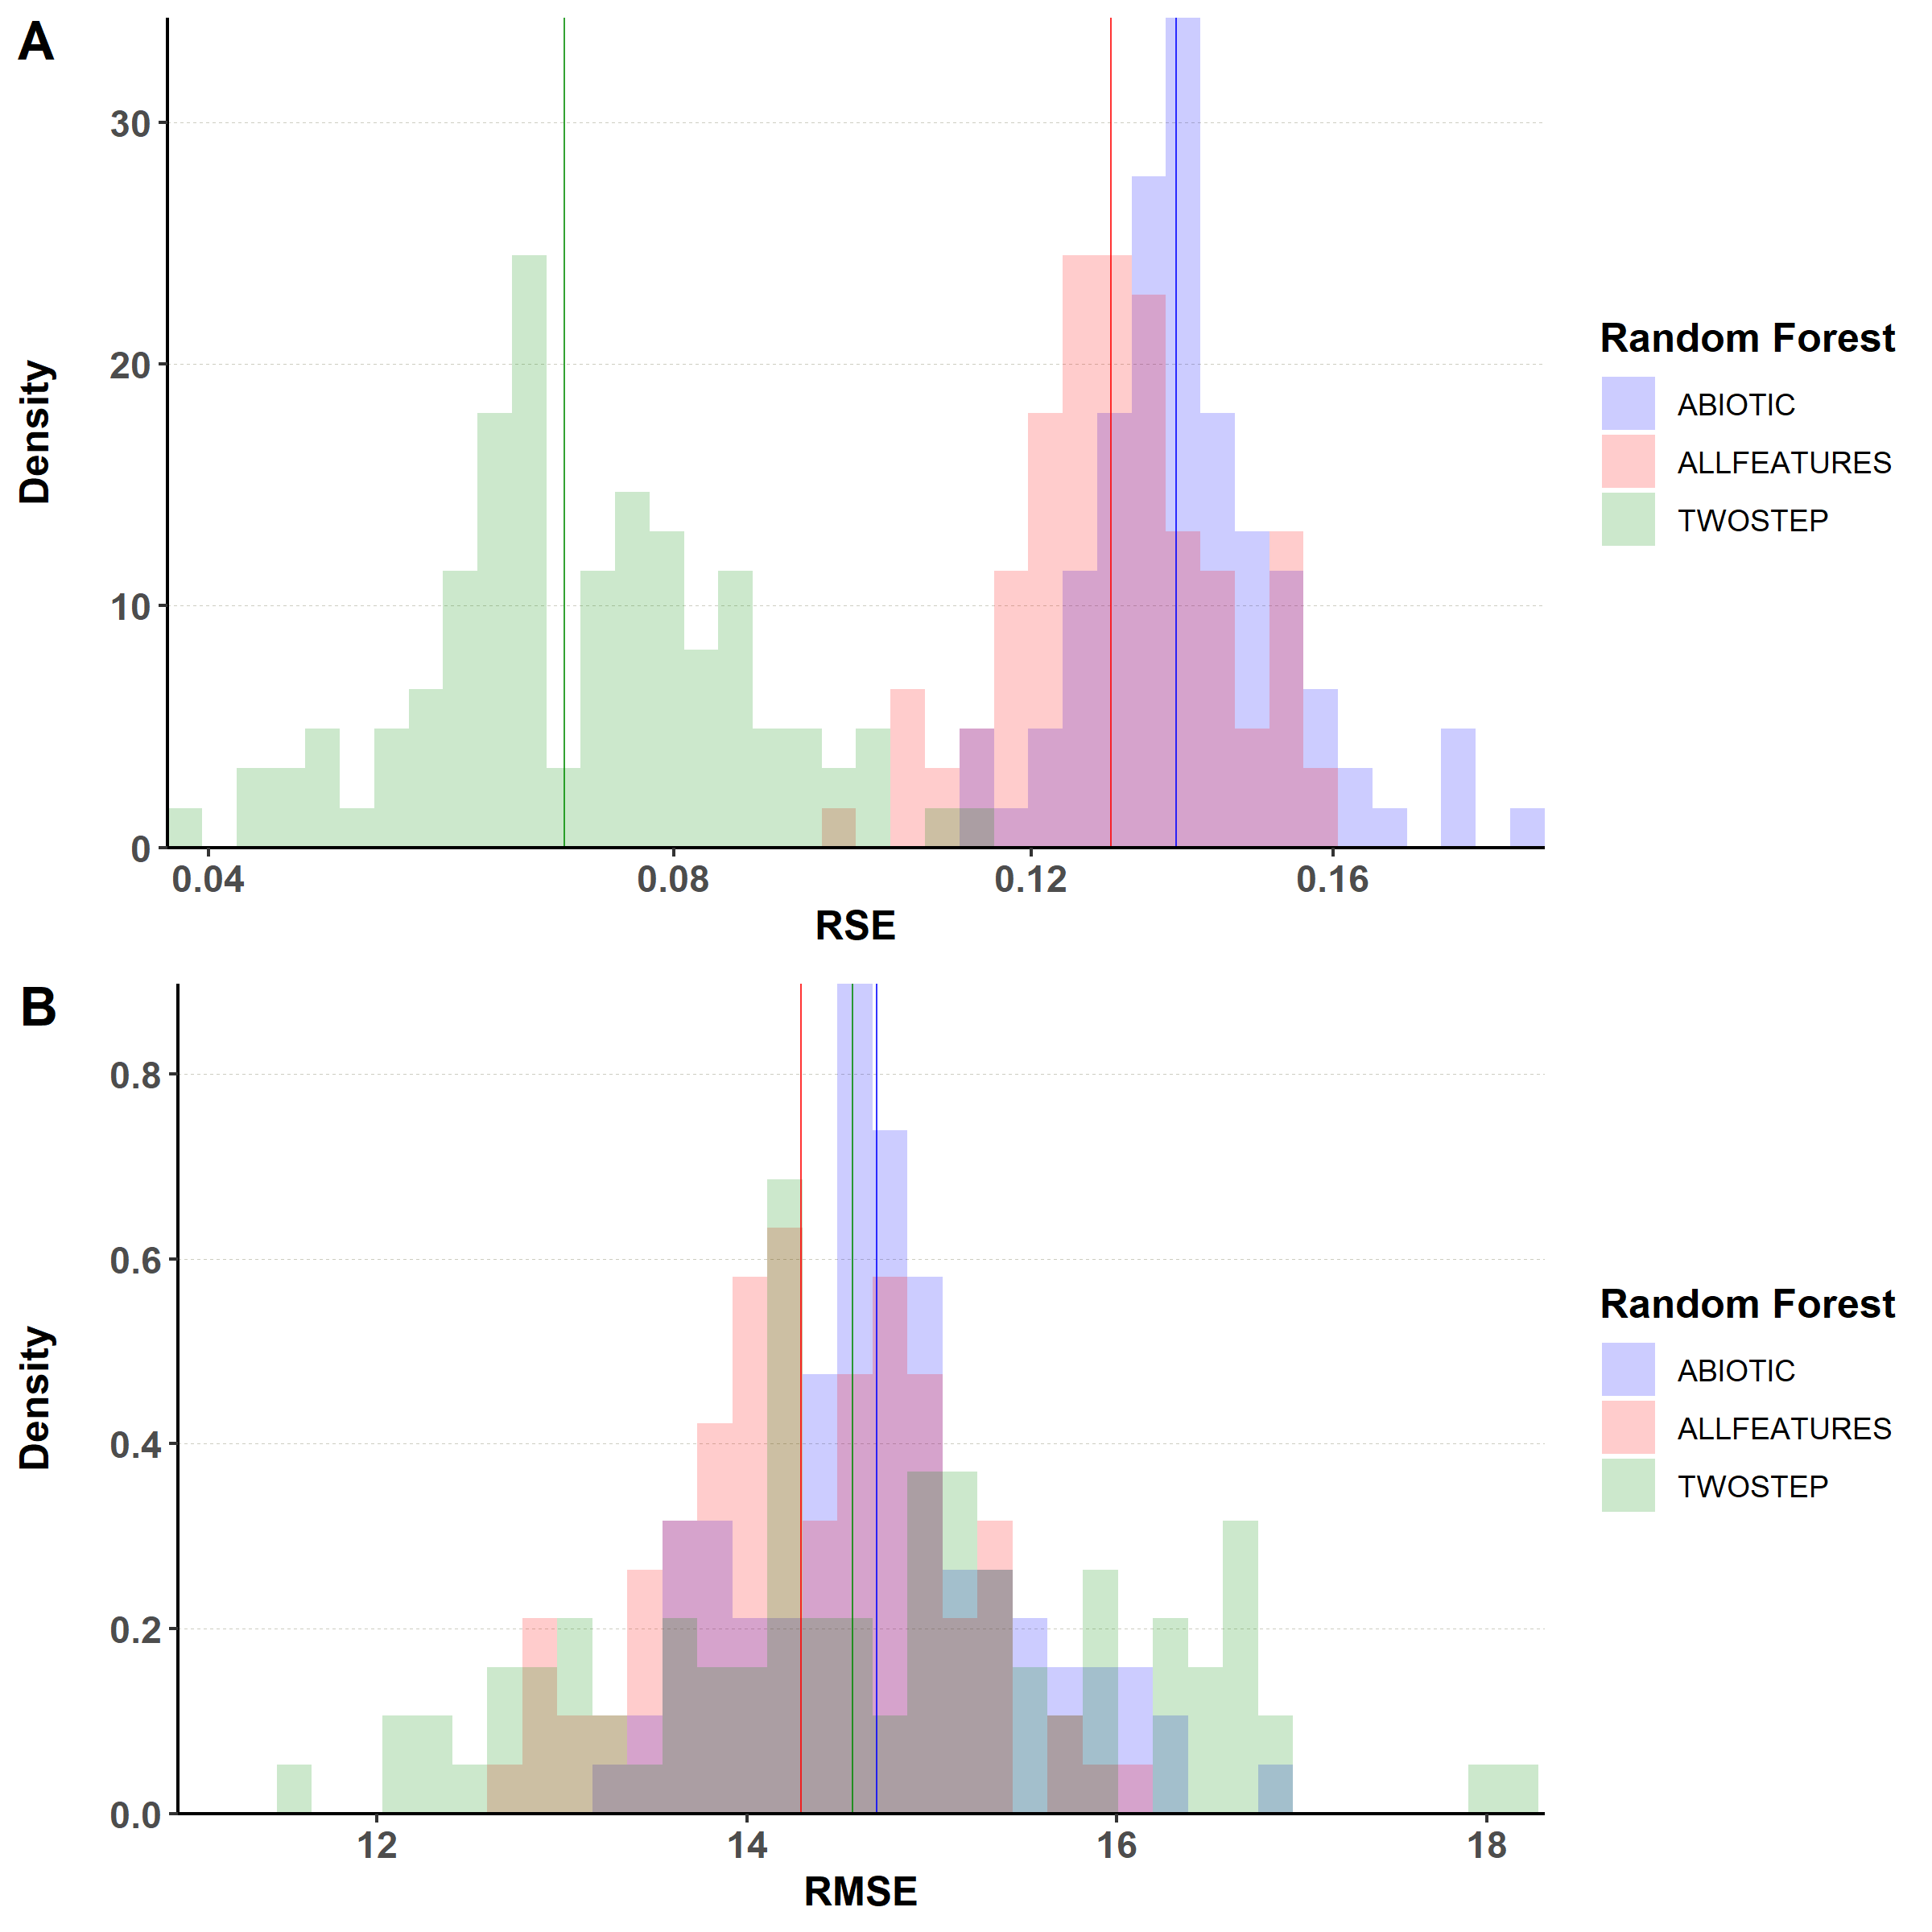 A
Density
30
20
10
0
0.04 0.08 0.12 0.16
RSE
Random Forest
ABIOTIC
ALLFEATURES
TWOSTEP
B
Density
0.8
0.6
0.4
0.2
0.0
12 14 16 18
RMSE
Random Forest
ABIOTIC
ALLFEATURES
TWOSTEP